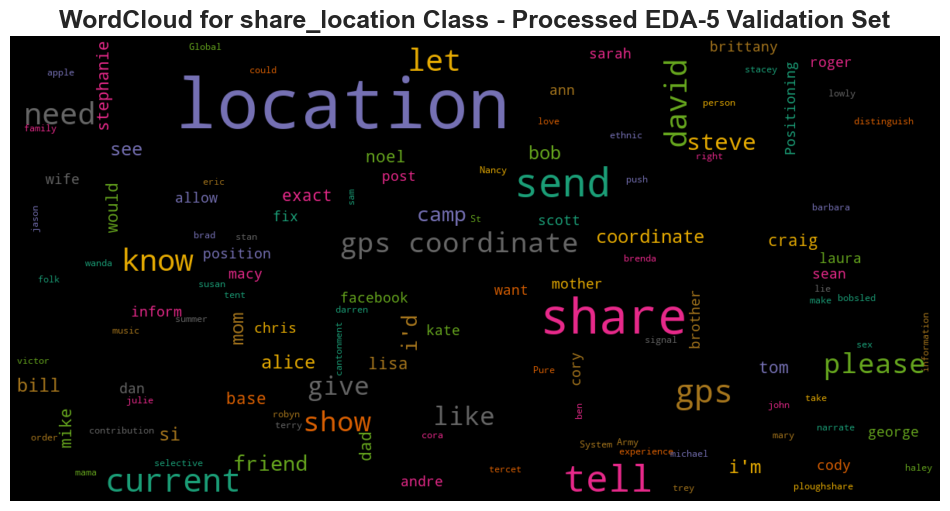 WordCloud for share_location Class - Processed EDA-5 Validation Set
Global
apple
could
let
sarah
brittany
roger
stephanie
david
Positioning
stacey
need
location
ann
person
lowly
family
love
ethnic
distinguish
see
steve
right
noel
bob
post
Nancy
send
push
wife
eric
sam
would
allow
exact
jason
camp
St
scott
barbara
fix
brad
stan
gps coordinate
coordinate
craig
know
position
wanda
macy
brenda
laura
sean
folk
susan
tent
want
mother
lie
make
bobsled
facebook
darren
inform
summer
share
brother
signal
information
music
mom
chris
i'd
kate
cantonment
sex
victor
alice
lisa
Pure
cory
tom
please
bill
dan
julie
base
give
gps
take
john
ben
like
show
robyn
terry
mike
contribution
order
si
dad
cora
System
Army
mary
narrate
george
experience
michael
selective
friend
mama
current
andre
tercet
tell
trey
i'm
cody
haley
ploughshare